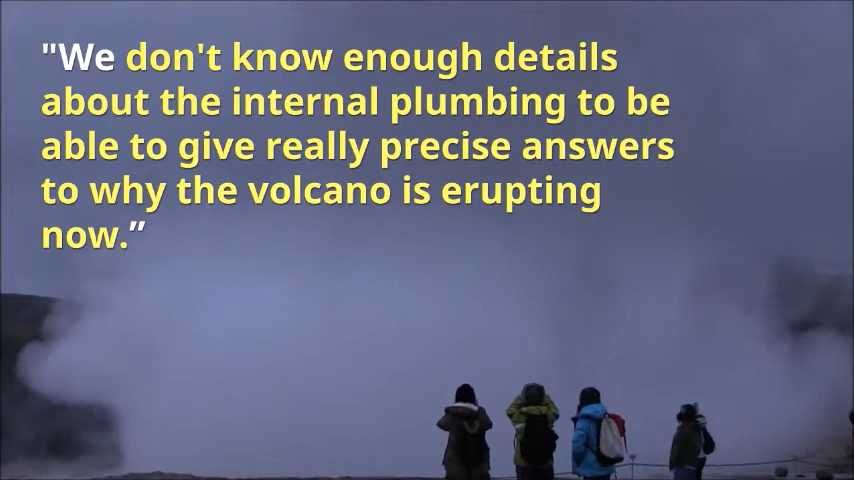 "We don't know enough details
about the internal plumbing to be
able to give really precise answers
to why the volcano is erupting
now.”